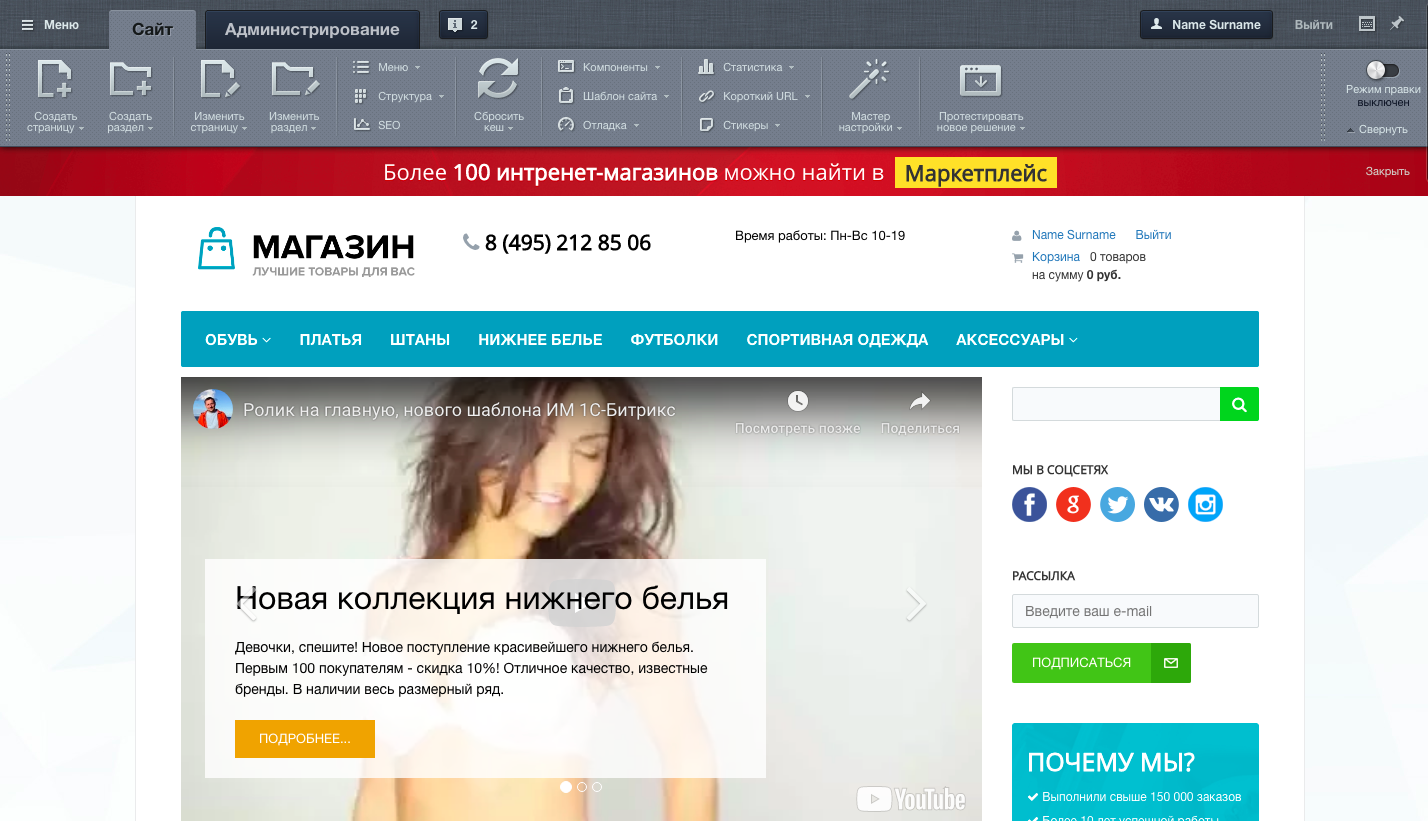 Меню
Сайт
Администрирование
2
Name Surname
Выйти
Создать
страницу
Создать
раздел
Изменить
страницу
Изменить
раздел
Меню
Структура
SEO
Сбросить
кеш
Компоненты
Шаблон сайта
Отладка
Статистика
Короткий URL
Стикеры
Мастер
настройки
Протестировать
новое решение
Режим правки
выключен
Свернуть
Более 100 интренет-магазинов можно найти в Маркетплейс
Закрыть
МАГАЗИН
ЛУЧШИЕ ТОВАРЫ ДЛЯ ВАС
8 (495) 212 85 06
Время работы: Пн-Вс 10-19
Name Surname Выйти
Корзина 0 товаров
на сумму 0 руб.
ОБУВЬ ПЛАТЬЯ ШТАНЫ НИЖНЕЕ БЕЛЬЕ ФУТБОЛКИ СПОРТИВНАЯ ОДЕЖДА АКСЕССУАРЫ
Ролик на главную, нового шаблона ИМ 1С-Битрикс
Посмотреть позже
Поделиться
Новая коллекция нижнего белья
Девочки, спешите! Новое поступление красивейшего нижнего белья.
Первым 100 покупателям - скидка 10%! Отличное качество, известные
бренды. В наличии весь размерный ряд.
ПОДРОБНЕЕ...
YouTube
МЫ В СОЦСЕТЯХ
РАССЫЛКА
Введите ваш e-mail
ПОДПИСАТЬСЯ
ПОЧЕМУ МЫ?
Выполнили свыше 150 000 заказов
Более 10 лет успешной работы